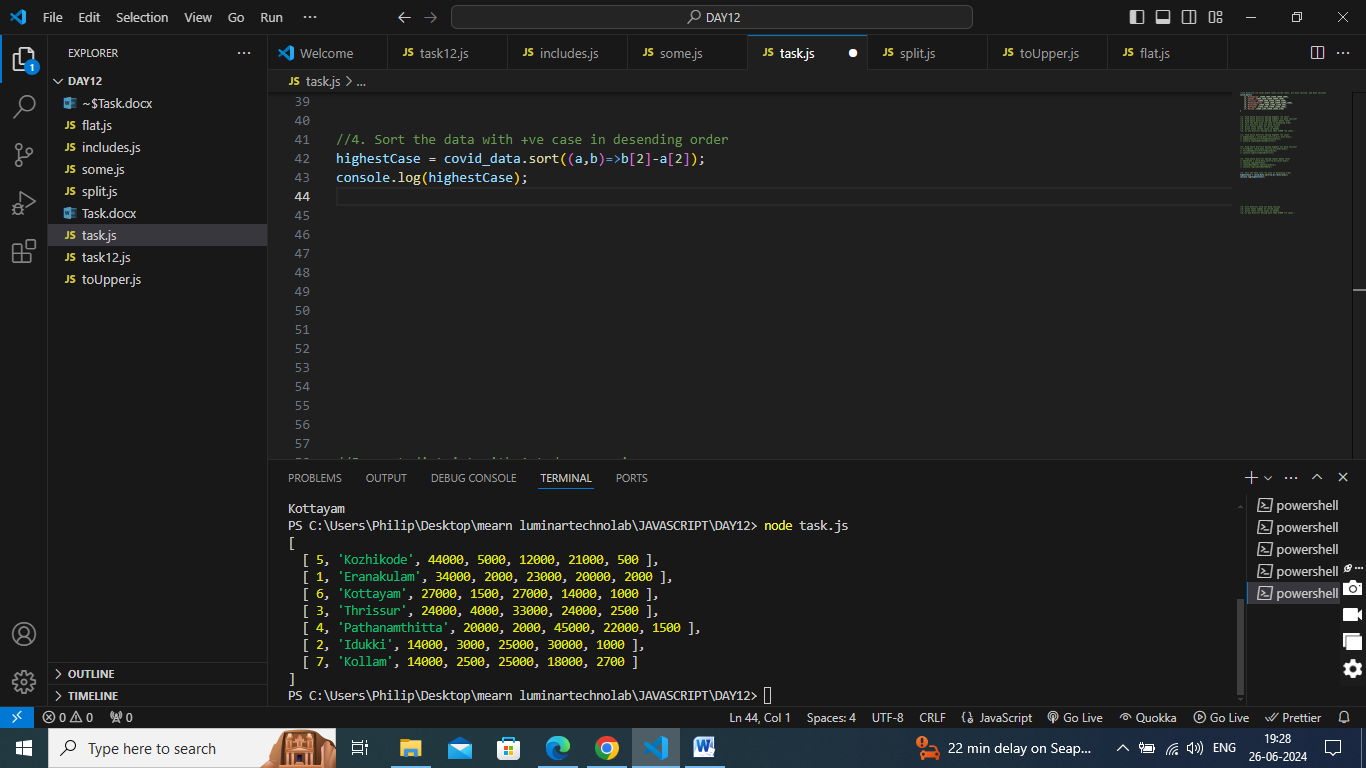 File Edit Selection View Go Run ··· DAY12
EXPLORER ···
Welcome
JS task12.js
JS includes.js
JS some.js
JS task.js
JS split.js
JS toUpper.js
JS flat.js
DAY12
~$Task.docx
JS flat.js
JS includes.js
JS some.js
JS split.js
Task.docx
JS task.js
JS task12.js
JS toUpper.js
OUTLINE
TIMELINE
JS task.js > ...
39
40
41 //4. Sort the data with +ve case in desending order
42 highestCase = covid_data.sort((a,b)=>b[2]-a[2]);
43 console.log(highestCase);
44
45
46
47
48
49
50
51
52
53
54
55
56
57
PROBLEMS OUTPUT DEBUG CONSOLE TERMINAL PORTS
Kottayam
PS C:\Users\Philip\Desktop\mearn luminartechnolab\JAVASCRIPT\DAY12> node task.js
[
[ 5, 'Kozhikode', 44000, 5000, 12000, 21000, 500 ],
[ 1, 'Eranakulam', 34000, 2000, 23000, 20000, 2000 ],
[ 6, 'Kottayam', 27000, 1500, 27000, 14000, 1000 ],
[ 3, 'Thrissur', 24000, 4000, 33000, 24000, 2500 ],
[ 4, 'Pathanamthitta', 20000, 2000, 45000, 22000, 1500 ],
[ 2, 'Idukki', 14000, 3000, 25000, 30000, 1000 ],
[ 7, 'Kollam', 14000, 2500, 25000, 18000, 2700 ]
]
PS C:\Users\Philip\Desktop\mearn luminartechnolab\JAVASCRIPT\DAY12>
powershell
powershell
powershell
powershell
powershell
0 0 0 Ln 44, Col 1 Spaces: 4 UTF-8 CRLF {} JavaScript Go Live Quokka Go Live Prettier
Type here to search
22 min delay on Seap...
ENG
19:28
26-06-2024